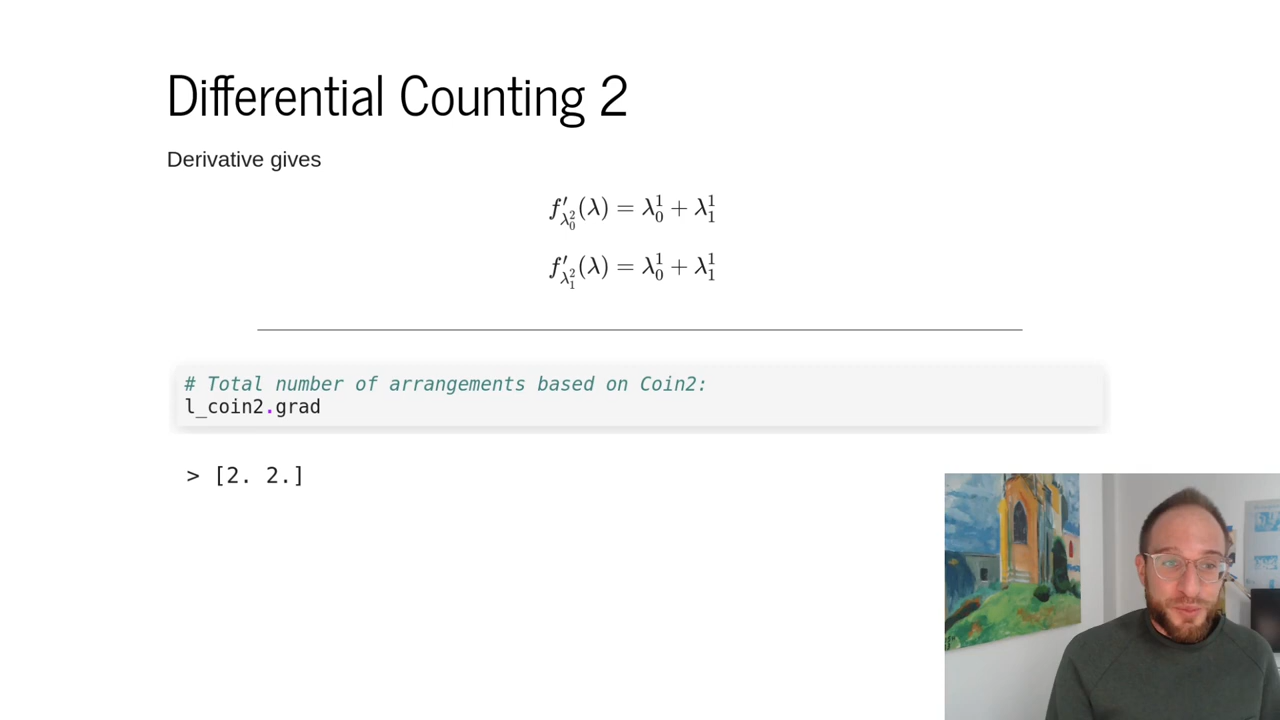 Differential Counting 2
Derivative gives
f′_{λ_0^2}(λ) = λ_0^1 + λ_1^1
f′_{λ_1^2}(λ) = λ_0^1 + λ_1^1
# Total number of arrangements based on Coin2:
l_coin2.grad
> [2. 2.]